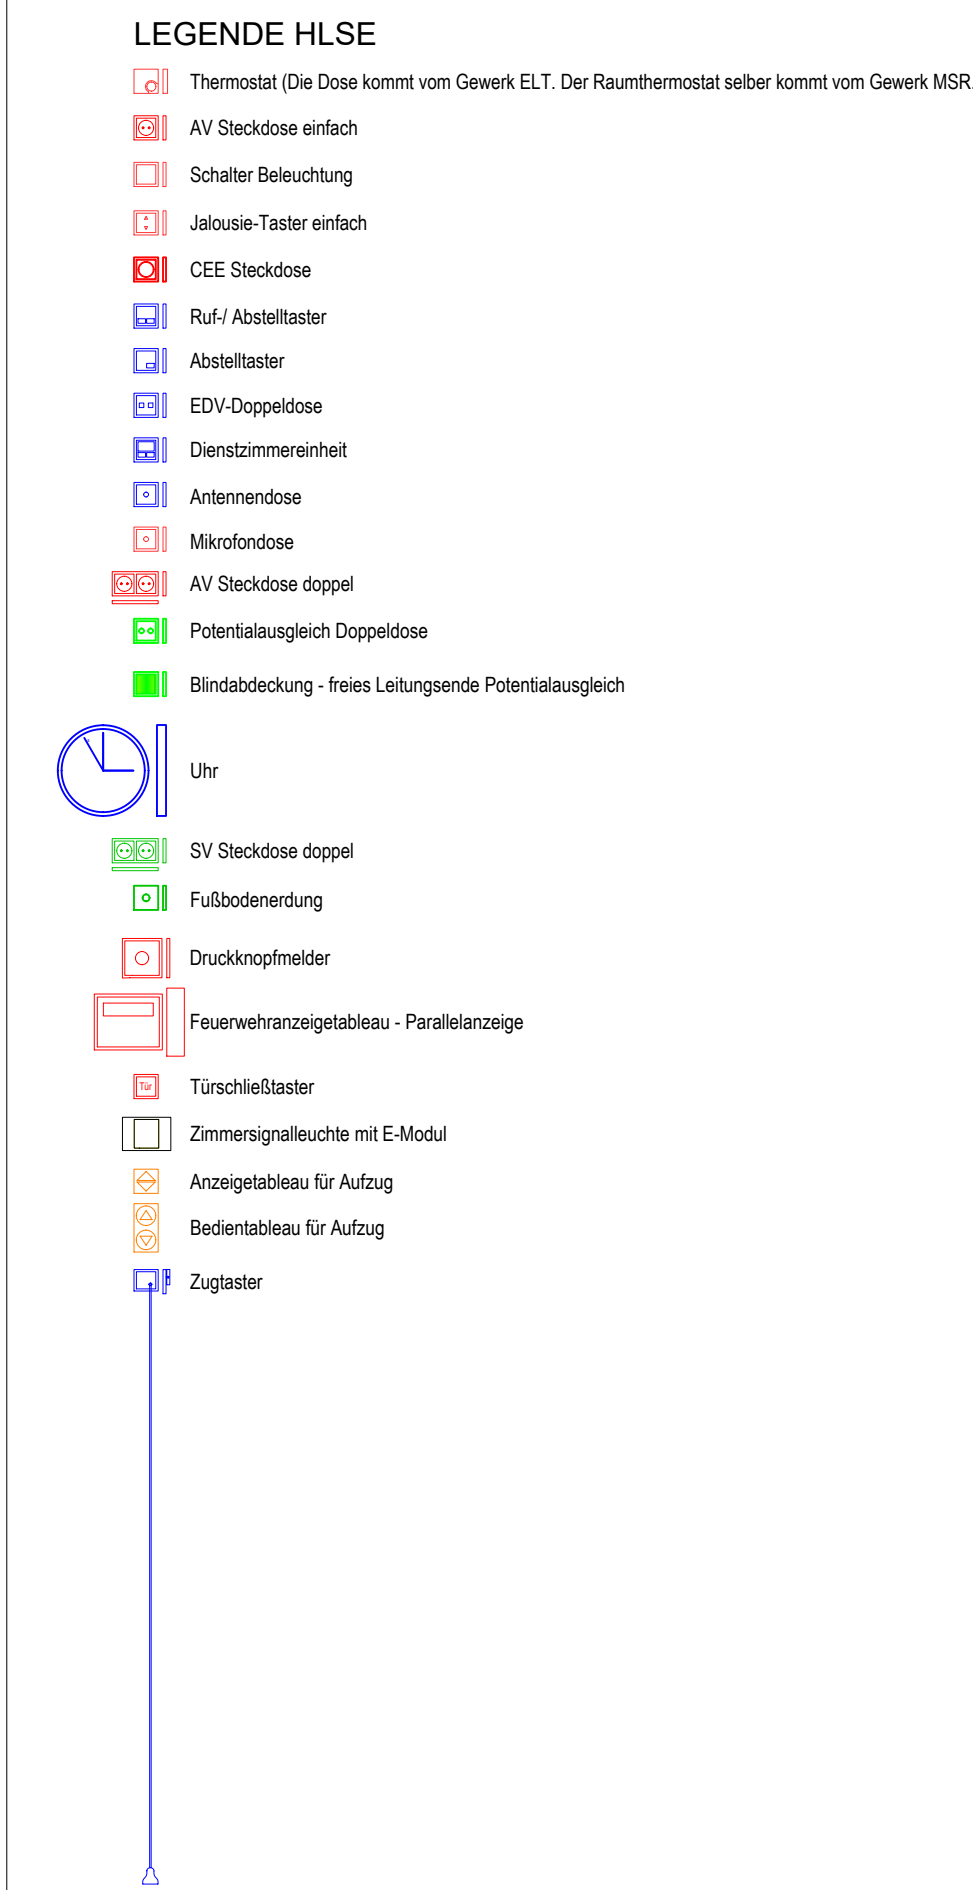 LEGENDE HLSE
Thermostat (Die Dose kommt vom Gewerk ELT. Der Raumthermostat selber kommt vom Gewerk MSR.
AV Steckdose einfach
Schalter Beleuchtung
Jalousie-Taster einfach
CEE Steckdose
Ruf-/ Abstelltaster
Abstelltaster
EDV-Doppeldose
Dienstzimmereinheit
Antennendose
Mikrofondose
AV Steckdose doppel
Potentialausgleich Doppeldose
Blindabdeckung - freies Leitungsende Potentialausgleich
Uhr
SV Steckdose doppel
Fußbodenerdung
Druckknopfmelder
Feuerwehranzeigetableau - Parallelanzeige
Tür Türschließtaster
Zimmersignalleuchte mit E-Modul
Anzeigetableau für Aufzug
Bedientableau für Aufzug
Zugtaster